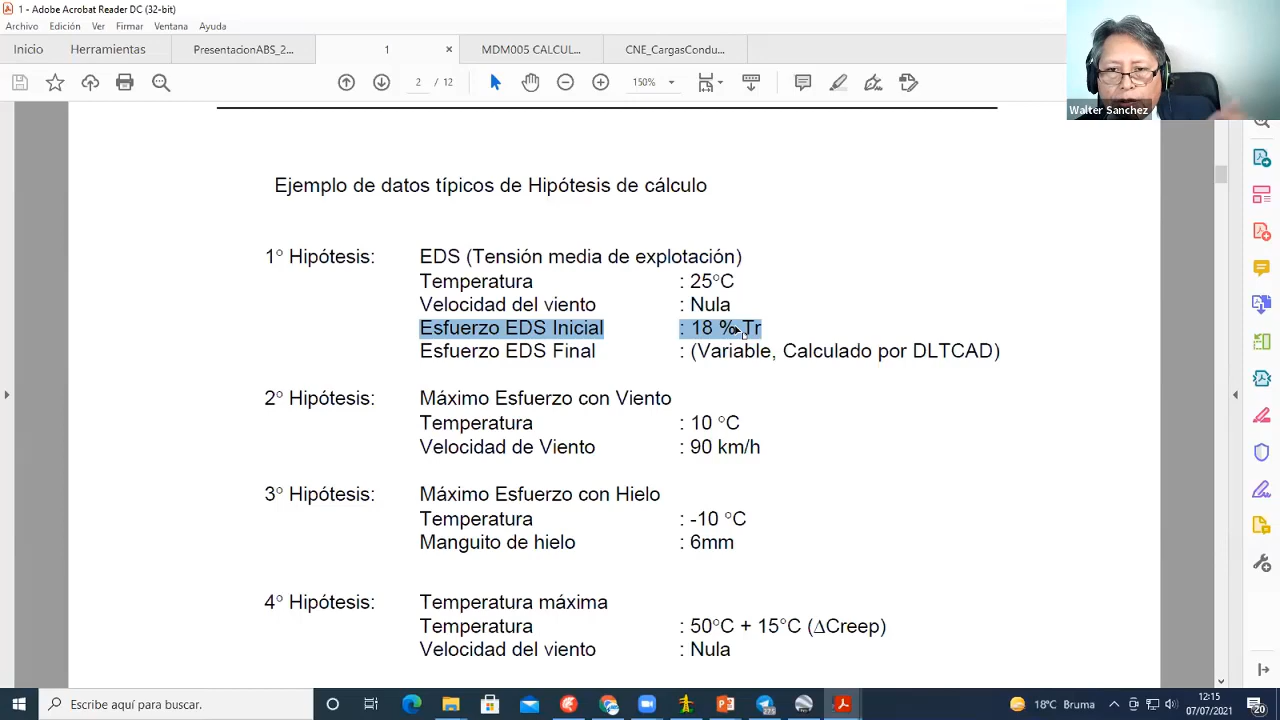 1 - Adobe Acrobat Reader DC (32-bit)
Archivo Edición Ver Firmar Ventana Ayuda
Inicio Herramientas PresentacionABS_2... 1 × MDM005 CALCUL... CNE_CargasCondu...
2 / 12 150%
Walter Sanchez
Ejemplo de datos típicos de Hipótesis de cálculo
1° Hipótesis: EDS (Tensión media de explotación)
Temperatura : 25°C
Velocidad del viento : Nula
Esfuerzo EDS Inicial : 18 % Tr
Esfuerzo EDS Final : (Variable, Calculado por DLTCAD)
2° Hipótesis: Máximo Esfuerzo con Viento
Temperatura : 10 °C
Velocidad de Viento : 90 km/h
3° Hipótesis: Máximo Esfuerzo con Hielo
Temperatura : -10 °C
Manguito de hielo : 6mm
4° Hipótesis: Temperatura máxima
Temperatura : 50°C + 15°C (∆Creep)
Velocidad del viento : Nula
Escribe aquí para buscar.
18°C Bruma
12:15
07/07/2021
20